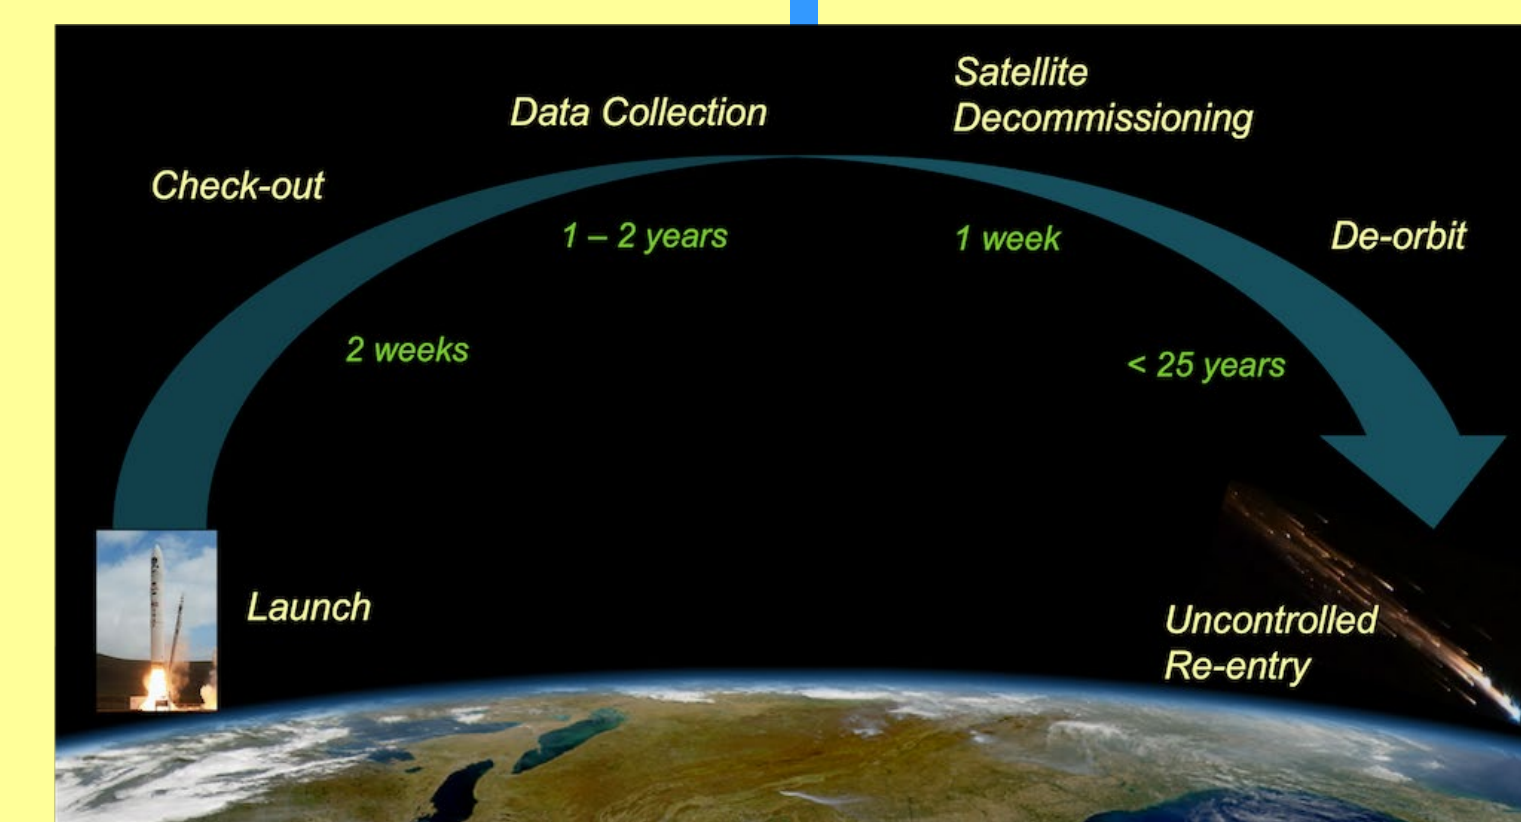 Satellite
Decommissioning
Data Collection
Check-out
1 – 2 years
1 week
De-orbit
2 weeks
< 25 years
Launch
Uncontrolled
Re-entry